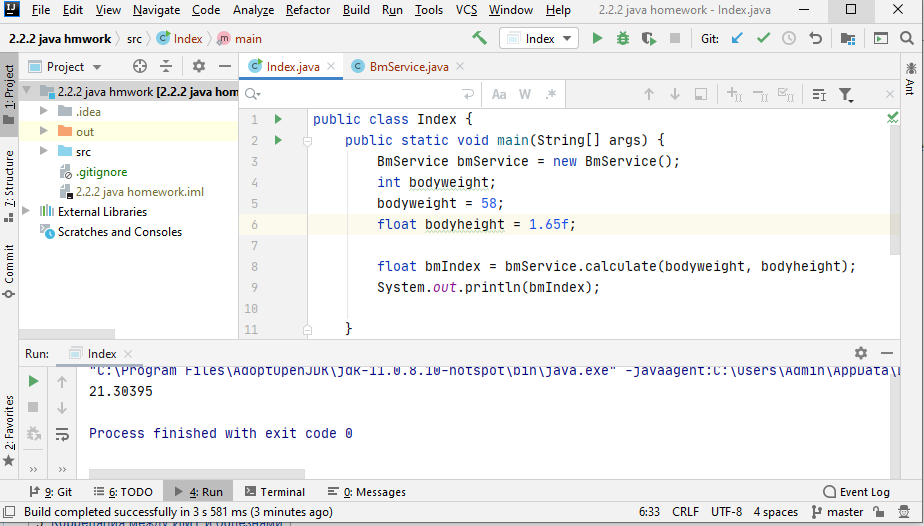 File Edit View Navigate Code Analyze Refactor Build Run Tools VCS Window Help 2.2.2 java homework - Index.java
2.2.2 java hmwork src Index main Index Git:
1: Project
7: Structure
Commit
2: Favorites
Project
2.2.2 java hmwork [2.2.2 java hom
.idea
out
src
.gitignore
2.2.2 java homework.iml
External Libraries
Scratches and Consoles
Index.java BmService.java
Aa W .*
1 public class Index {
2 public static void main(String[] args) {
3 BmService bmService = new BmService();
4 int bodyweight;
5 bodyweight = 58;
6 float bodyheight = 1.65f;
7
8 float bmIndex = bmService.calculate(bodyweight, bodyheight);
9 System.out.println(bmIndex);
10
11 }
Ant
Run: Index
"C:\Program Files\AdoptOpenJDK\jdk-11.0.8.10-hotspot\bin\java.exe" -javaagent:C:\Users\Admin\AppData\L
21.30395
Process finished with exit code 0
9: Git 6: TODO 4: Run Terminal 0: Messages Event Log
Build completed successfully in 3 s 581 ms (3 minutes ago) 6:33 CRLF UTF-8 4 spaces master